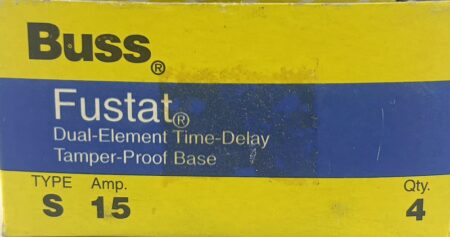 Buss®
Fustat®
Dual-Element Time-Delay
Tamper-Proof Base
TYPE Amp. Qty.
S 15 4